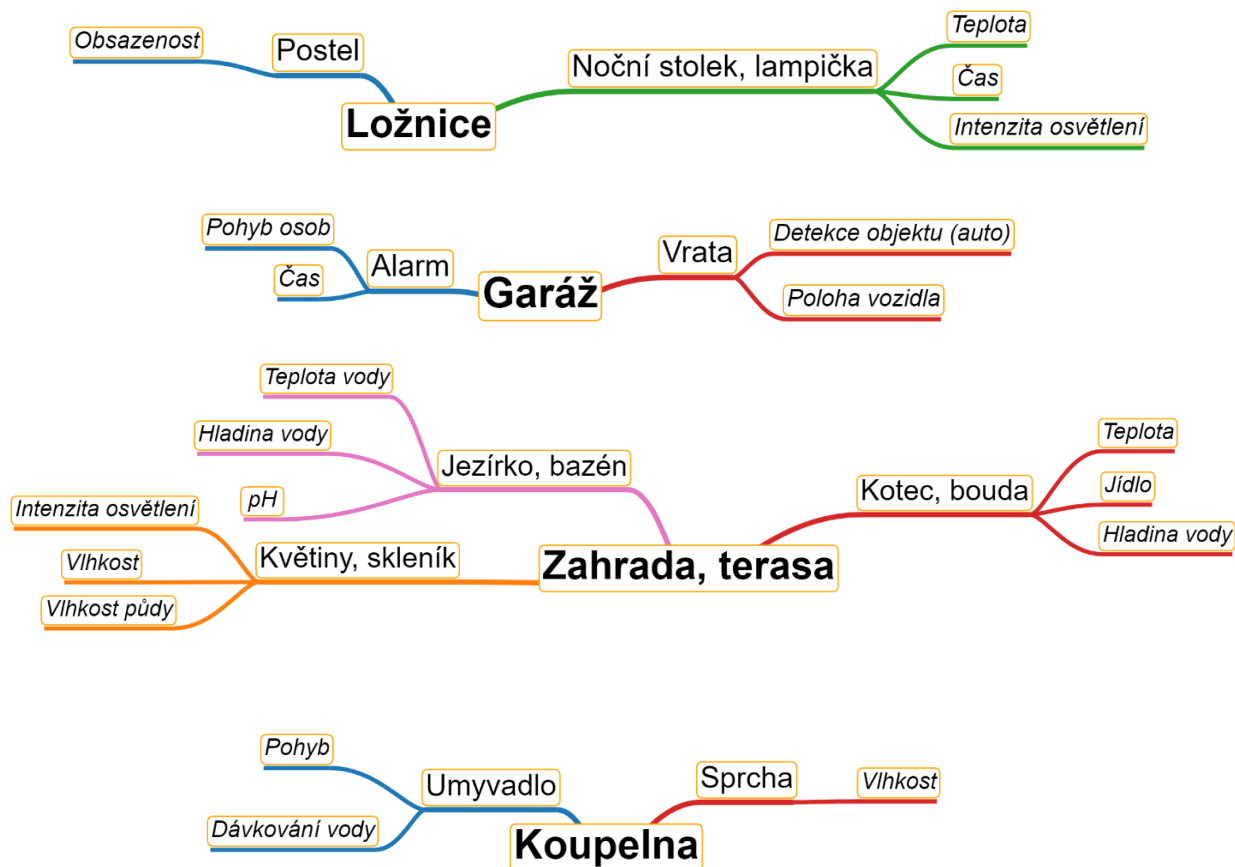 Obsazenost
Postel
Ložnice
Noční stolek, lampička
Teplota
Čas
Intenzita osvětlení
Pohyb osob
Čas
Alarm
Garáž
Vrata
Detekce objektu (auto)
Poloha vozidla
Teplota vody
Hladina vody
pH
Jezírko, bazén
Intenzita osvětlení
Vlhkost
Vlhkost půdy
Květiny, skleník
Zahrada, terasa
Kotec, bouda
Teplota
Jídlo
Hladina vody
Pohyb
Dávkování vody
Umyvadlo
Koupelna
Sprcha
Vlhkost